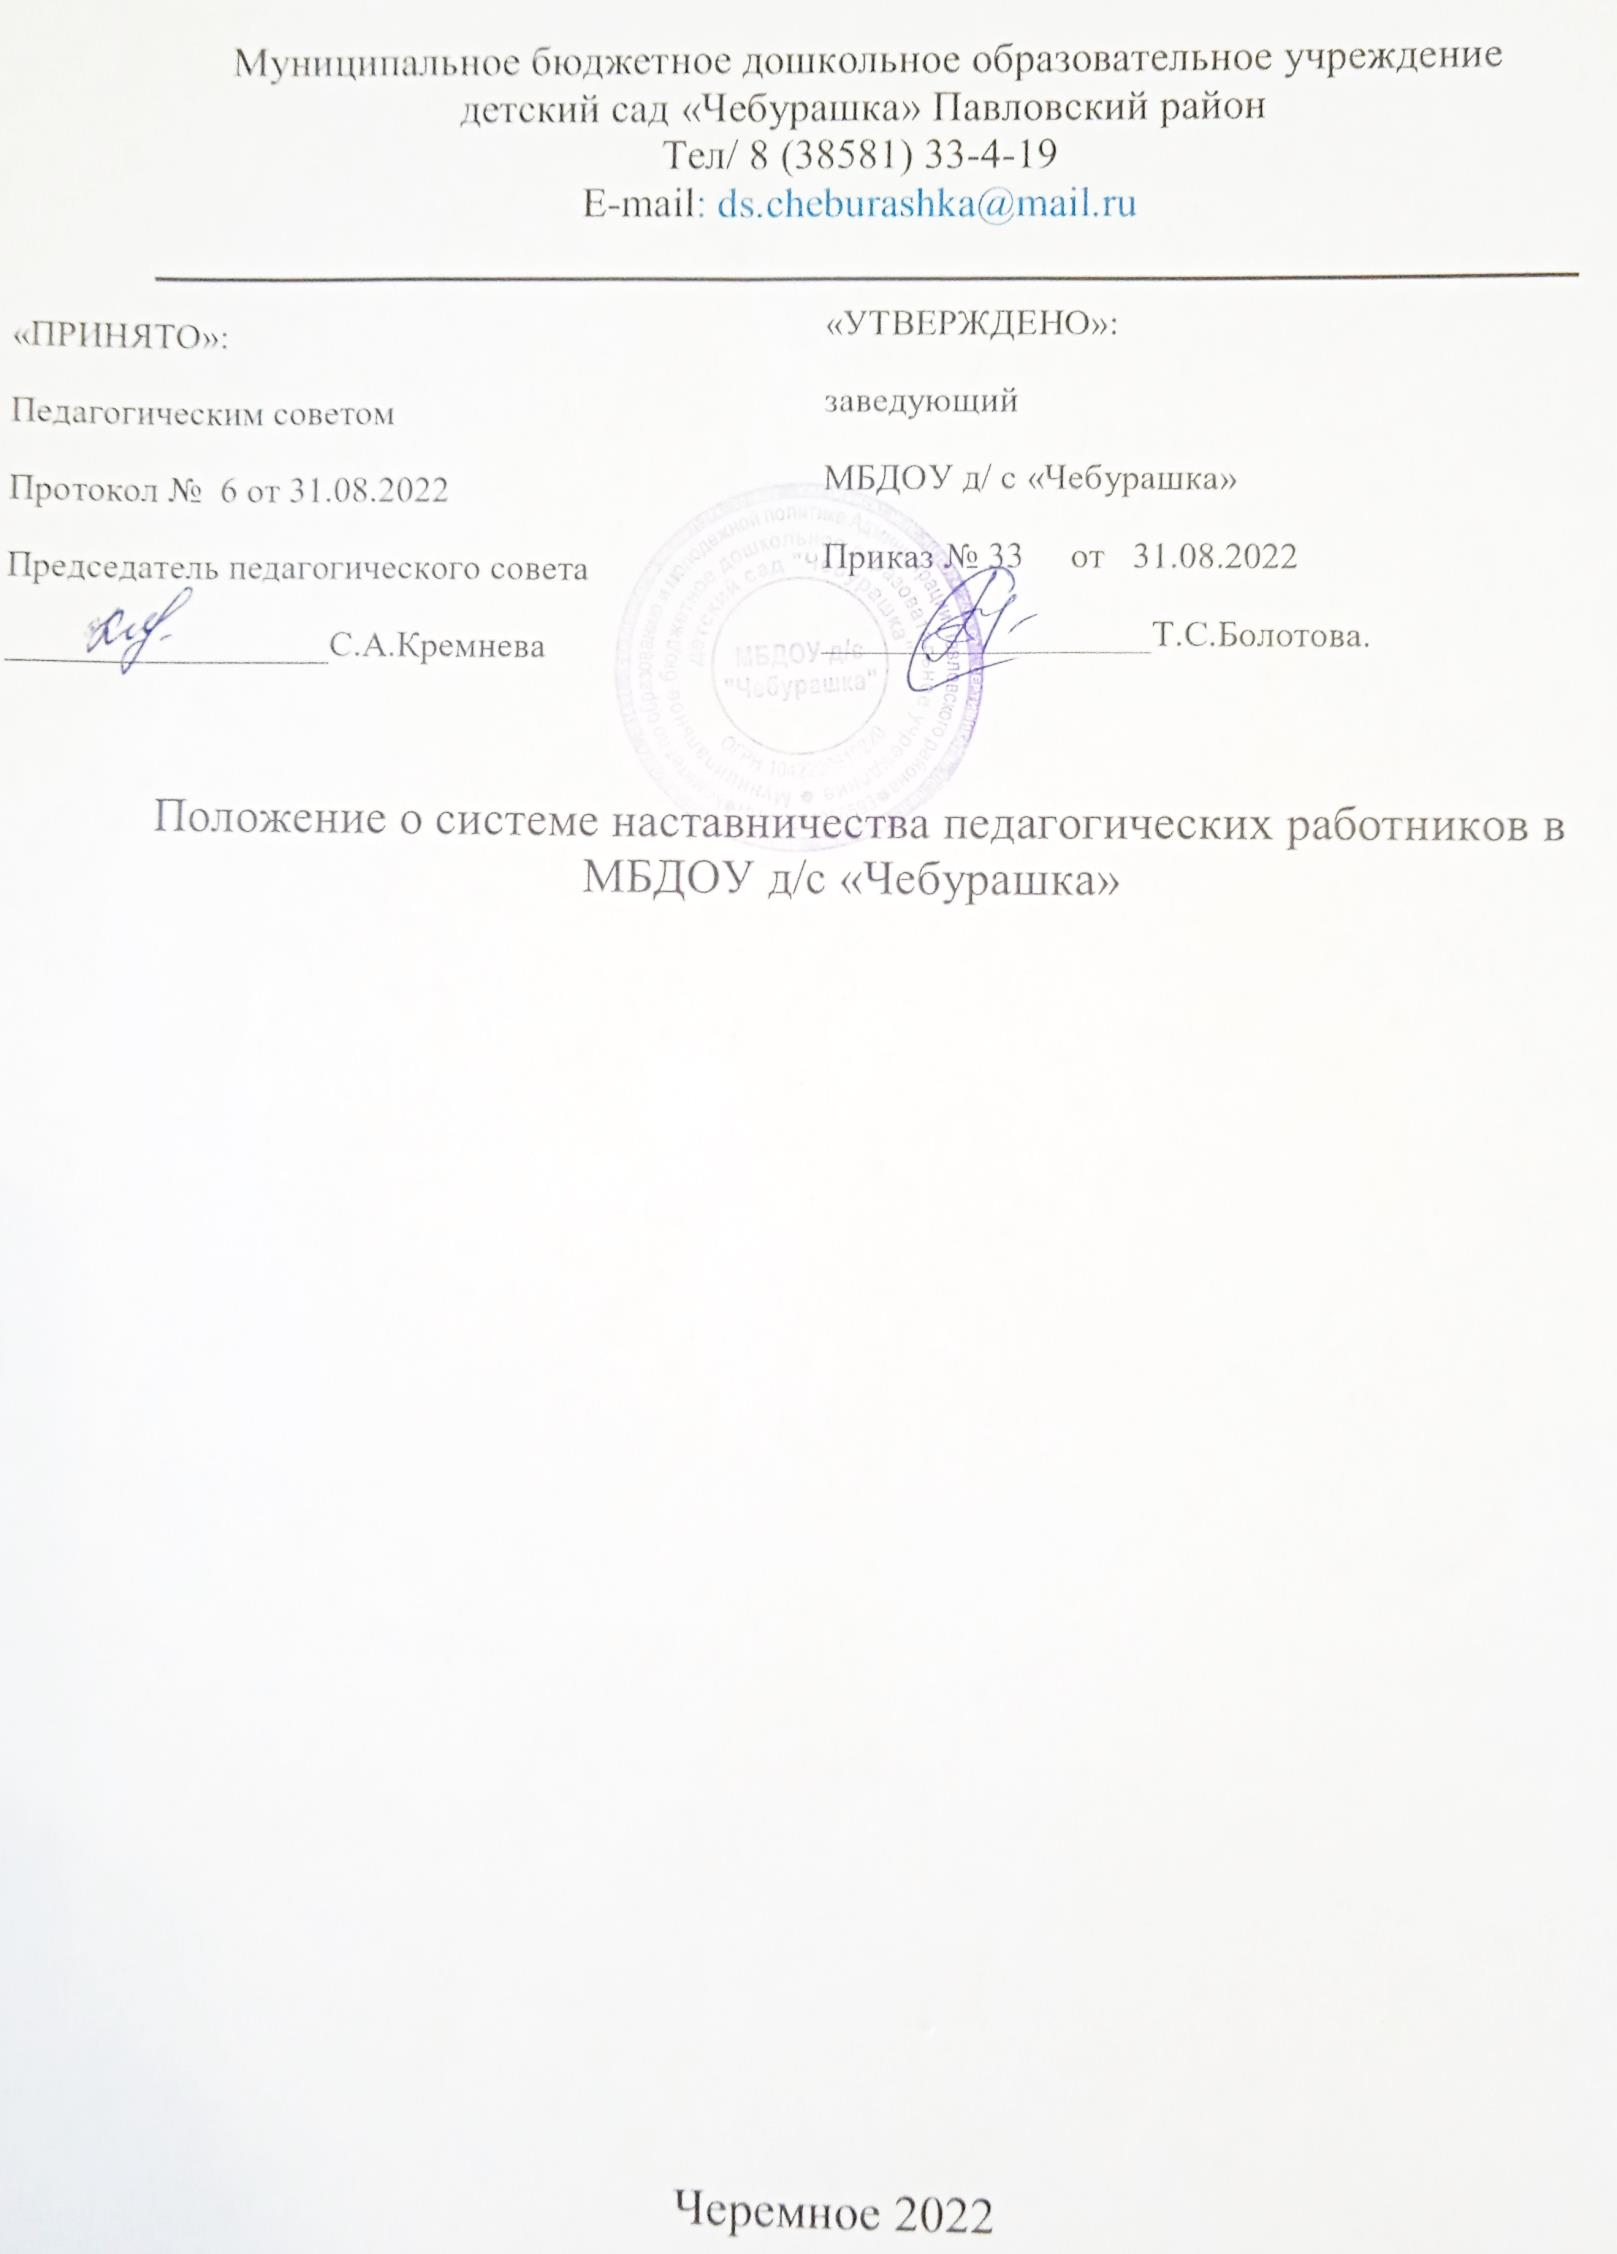 Муниципальное бюджетное дошкольное образовательное учреждение
детский сад «Чебурашка» Павловский район
Тел/ 8 (38581) 33-4-19
E-mail: ds.cheburashka@mail.ru
«ПРИНЯТО»:
Педагогическим советом
Протокол № 6 от 31.08.2022
Председатель педагогического совета
С.А.Кремнева
«УТВЕРЖДЕНО»:
заведующий
МБДОУ д/ с «Чебурашка»
Приказ № 33 от 31.08.2022
Т.С.Болотова.
МБДОУ д/с
"Чебурашка"
Положение о системе наставничества педагогических работников в
МБДОУ д/с «Чебурашка»
Черемное 2022